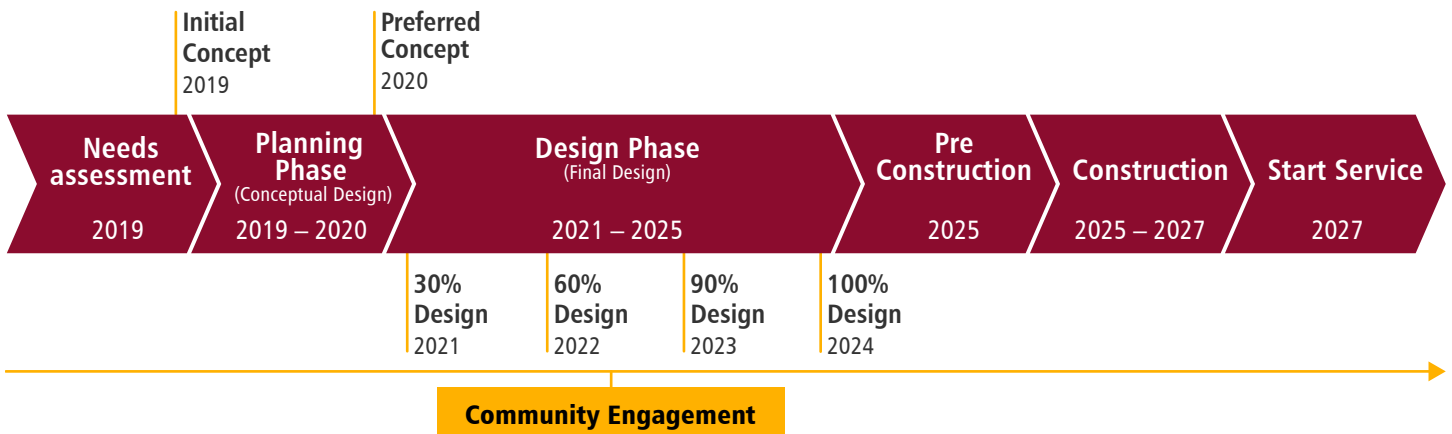 Initial
Concept
2019
Preferred
Concept
2020
Needs
assessment
2019
Planning
Phase
(Conceptual Design)
2019 – 2020
Design Phase
(Final Design)
2021 – 2025
Pre
Construction
2025
Construction
2025 – 2027
Start Service
2027
30%
Design
2021
60%
Design
2022
90%
Design
2023
100%
Design
2024
Community Engagement